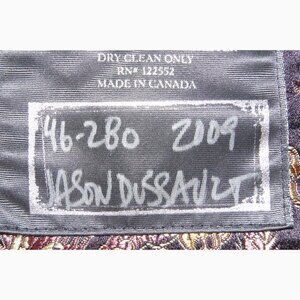 DRY CLEAN ONLY
RN# 122552
MADE IN CANADA
46-280 2009
JASON DUSSAULT